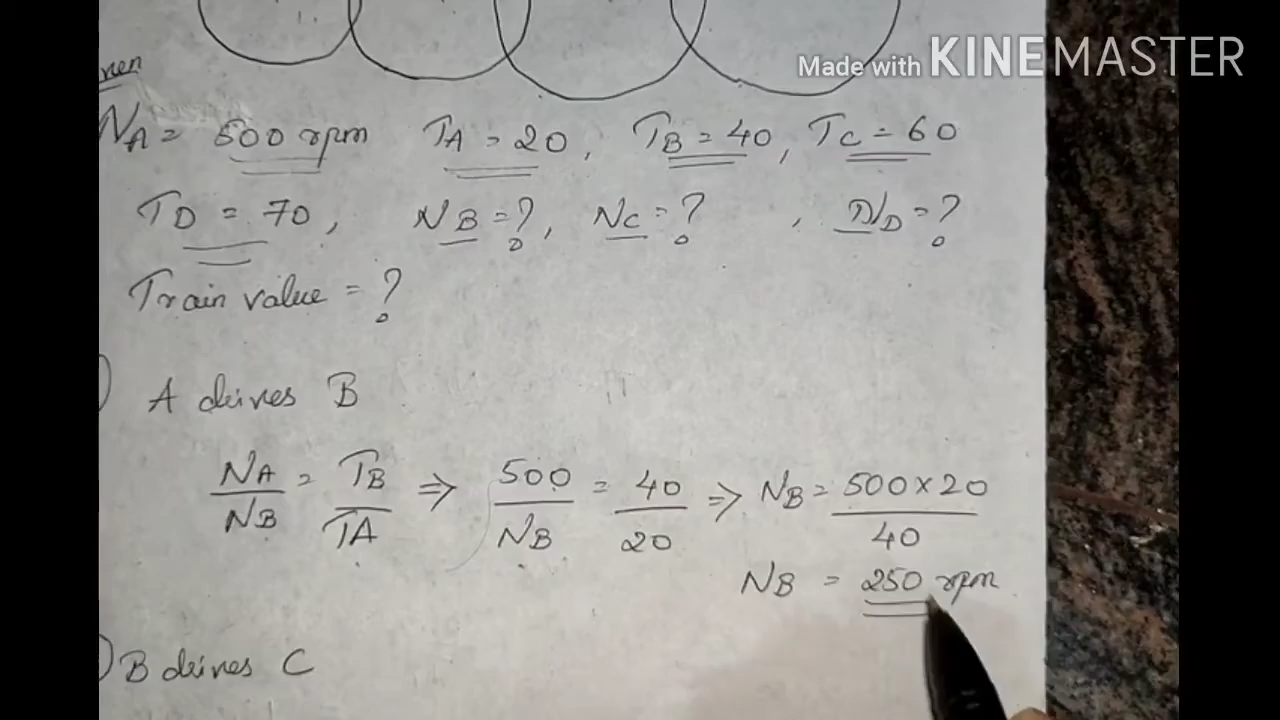 Made with KINEMASTER
NA = 500 rpm TA = 20, TB = 40, TC = 60
TD = 70, NB = ?, NC = ?, ND = ?
Train value = ?
) A drives B
NA/NB = TB/TA ⇒ 500/NB = 40/20 ⇒ NB = 500×20/40
NB = 250 rpm
) B drives C